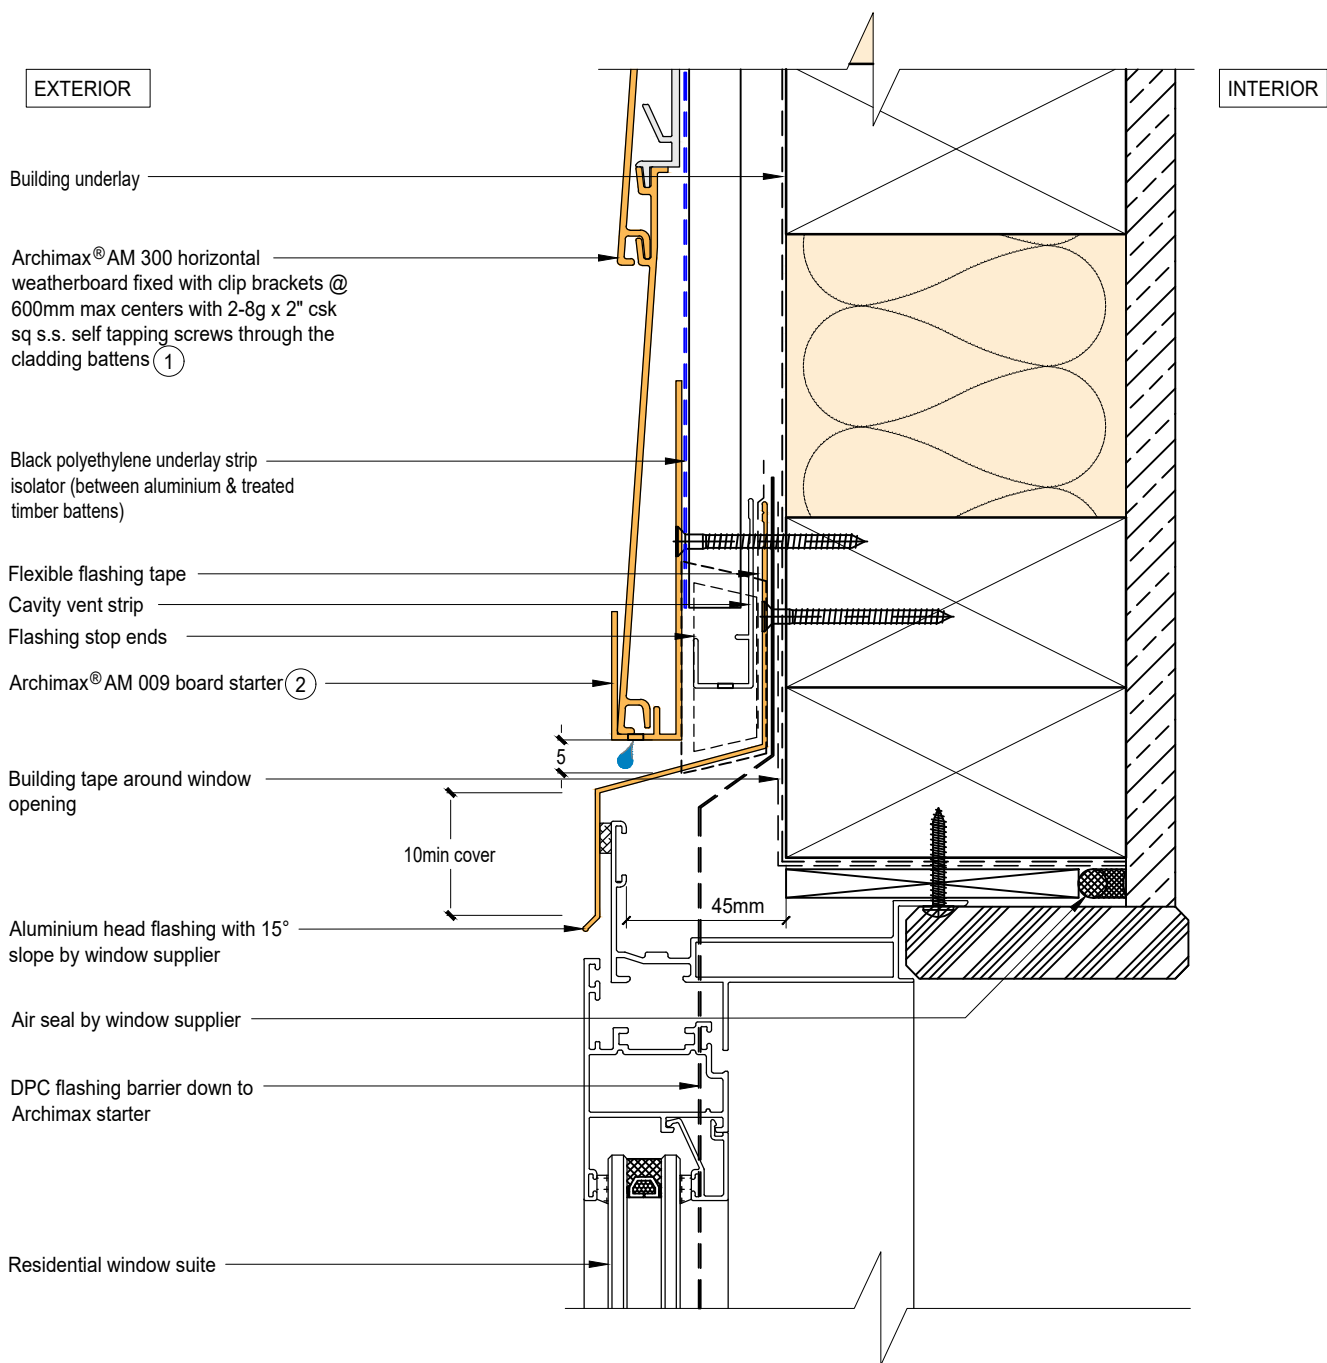 EXTERIOR
INTERIOR
Building underlay
Archimax® AM 300 horizontal
weatherboard fixed with clip brackets @
600mm max centers with 2-8g x 2" csk
sq s.s. self tapping screws through the
cladding battens 1
Black polyethylene underlay strip
isolator (between aluminium & treated
timber battens)
Flexible flashing tape
Cavity vent strip
Flashing stop ends
Archimax® AM 009 board starter 2
5
Building tape around window
opening
10min cover
45mm
Aluminium head flashing with 15°
slope by window supplier
Air seal by window supplier
DPC flashing barrier down to
Archimax starter
Residential window suite